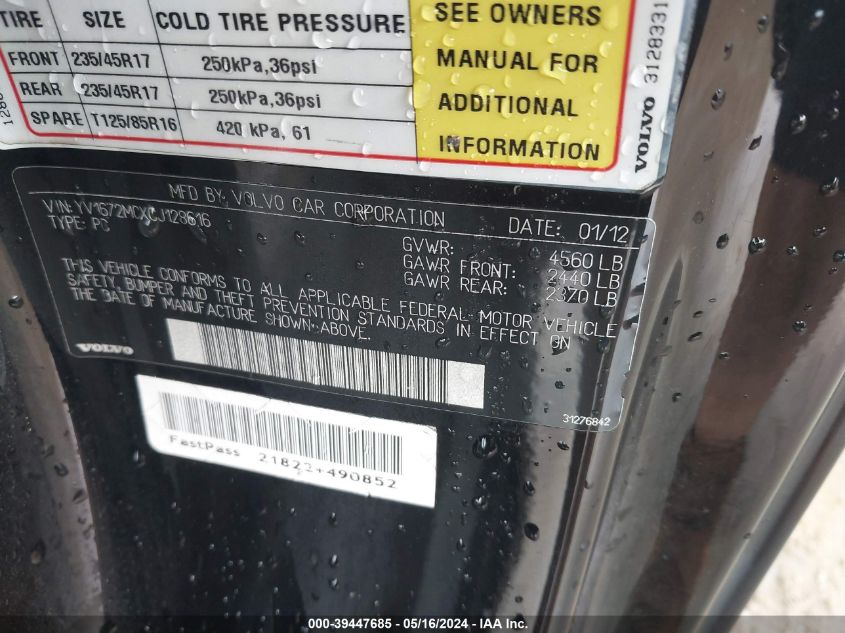 TIRE SIZE COLD TIRE PRESSURE
FRONT 235/45R17 250kPa,36psi
REAR 235/45R17 250kPa,36psi
SPARE T125/85R16 420 kPa, 61
SEE OWNERS
MANUAL FOR
ADDITIONAL
INFORMATION
VOLVO 3128331
MFD BY: VOLVO CAR CORPORATION DATE: 01/12
VIN: YV1672MCXCJ128616
TYPE: PC
GVWR: 4560 LB
GAWR FRONT: 2440 LB
GAWR REAR: 2370 LB
THIS VEHICLE CONFORMS TO ALL APPLICABLE FEDERAL MOTOR VEHICLE
SAFETY, BUMPER AND THEFT PREVENTION STANDARDS IN EFFECT ON
THE DATE OF MANUFACTURE SHOWN ABOVE.
VOLVO
31276842
FastPass 21822+490852
000-39447685 / 05/16/2024 - IAA Inc.